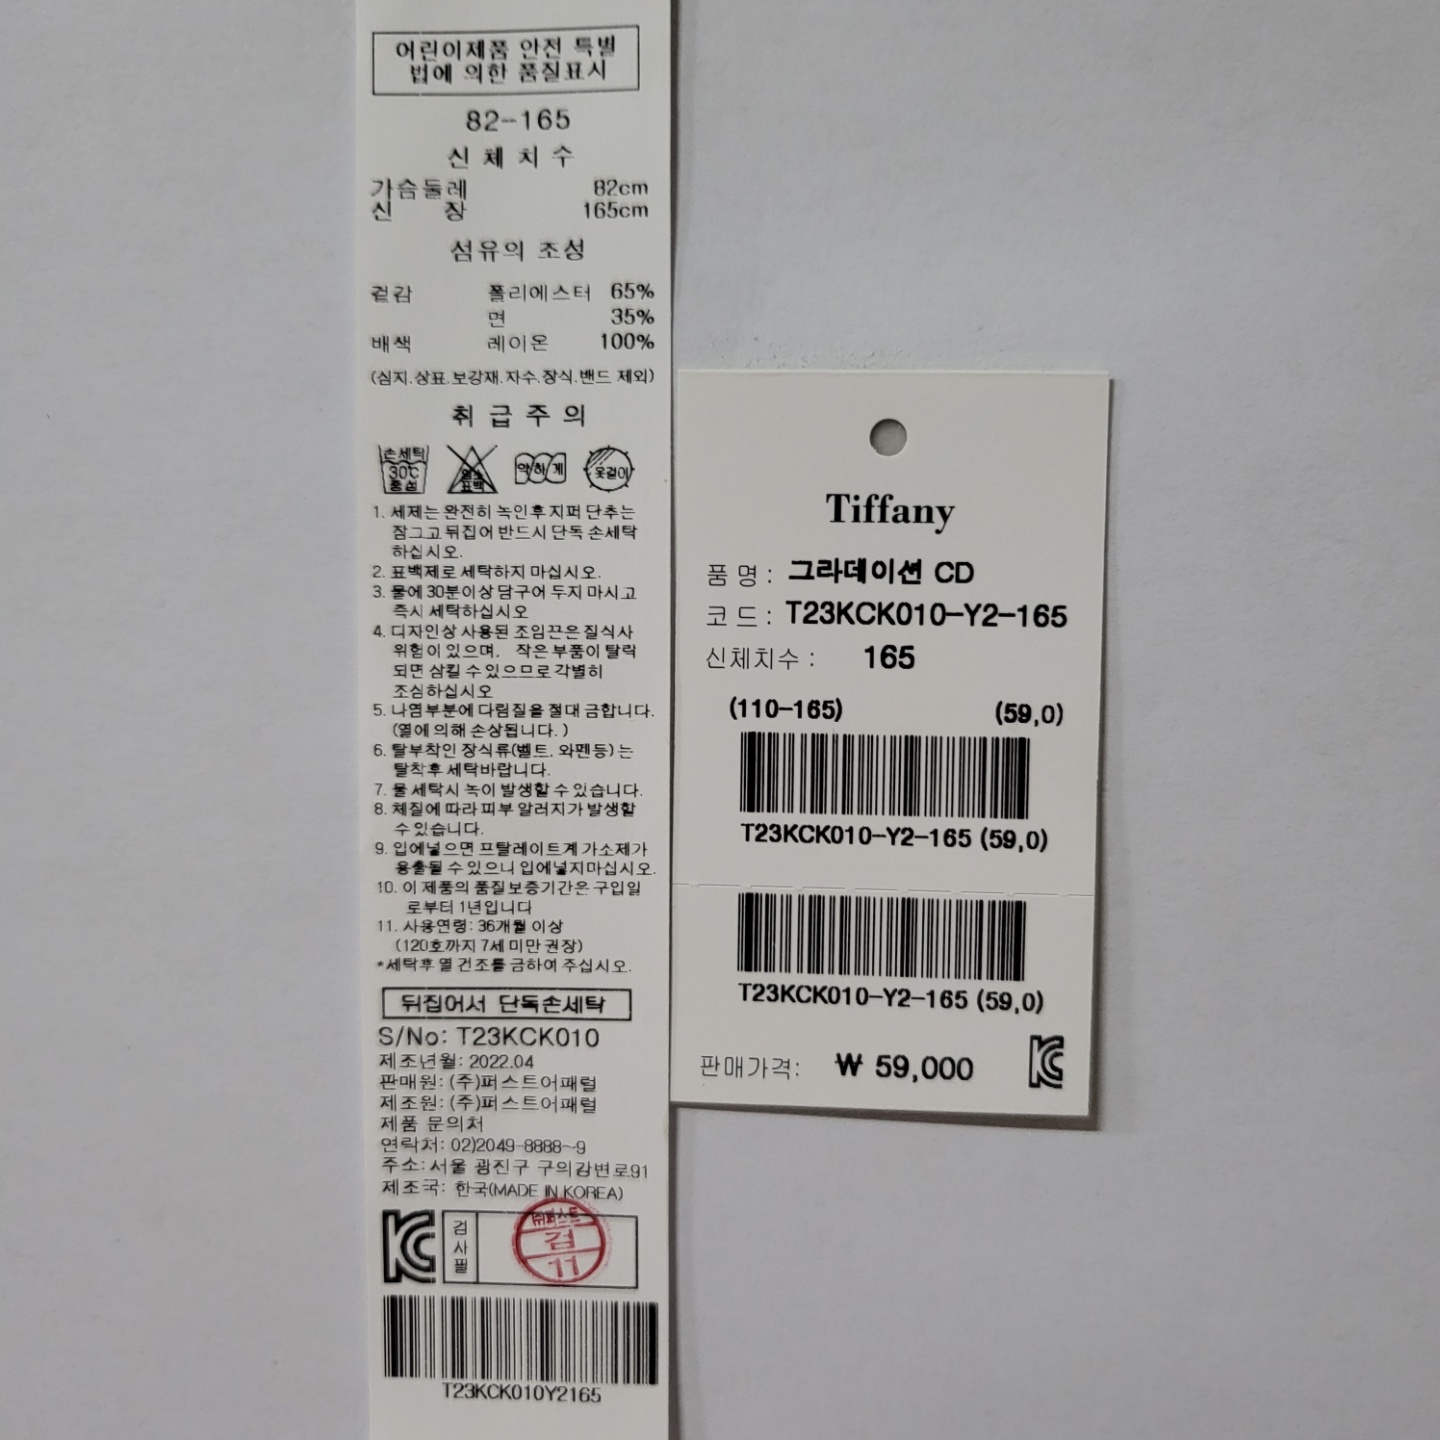 어린이제품 안전 특별
법에 의한 품질표시
82-165
신 체 치 수
가슴둘레 82cm
신 장 165cm
섬유의 조성
겉감 폴리에스터 65%
면 35%
배색 레이온 100%
(심지.상표.보강재.자수.장식.밴드 제외)
취 급 주 의
손세탁
30℃
중성
염소
표백
약하게
옷걸이
1. 세제는 완전히 녹인후 지퍼 단추는
잠그고 뒤집어 반드시 단독 손세탁
하십시오.
2. 표백제로 세탁하지 마십시오.
3. 물에 30분이상 담구어 두지 마시고
즉시 세탁하십시오
4. 디자인상 사용된 조임끈은 질식사
위험이 있으며, 작은 부품이 탈락
되면 삼킬 수 있으므로 각별히
조심하십시오
5. 나염부분에 다림질을 절대 금합니다.
(열에 의해 손상됩니다.)
6. 탈부착인 장식류(벨트, 와펜등)는
탈착후 세탁바랍니다.
7. 물 세탁시 녹이 발생할 수 있습니다.
8. 체질에 따라 피부 알러지가 발생할
수 있습니다.
9. 입에넣으면 프탈레이트계 가소제가
용출될 수 있으니 입에넣지마십시오.
10. 이 제품의 품질보증기간은 구입일
로부터 1년입니다
11. 사용연령: 36개월 이상
(120호까지 7세 미만 권장)
*세탁후 열 건조를 금하여 주십시오.
뒤집어서 단독손세탁
S/No: T23KCK010
제조년월: 2022.04
판매원: (주)퍼스트어패럴
제조원: (주)퍼스트어패럴
제품 문의처
연락처: 02)2049-8888~9
주소: 서울 광진구 구의강변로91
제조국: 한국(MADE IN KOREA)
KC
검사필
㈜퍼스트
검
11
T23KCK010Y2165
Tiffany
품 명 : 그라데이션 CD
코 드 : T23KCK010-Y2-165
신체치수 : 165
(110-165) (59,0)
T23KCK010-Y2-165 (59,0)
T23KCK010-Y2-165 (59,0)
판매가격: ₩ 59,000
KC